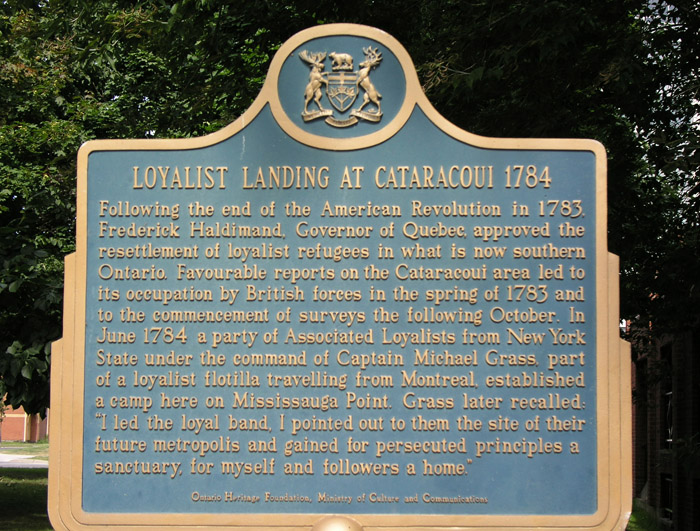 LOYALIST LANDING AT CATARACOUI 1784
Following the end of the American Revolution in 1783,
Frederick Haldimand, Governor of Quebec, approved the
resettlement of loyalist refugees in what is now southern
Ontario. Favourable reports on the Cataracoui area led to
its occupation by British forces in the spring of 1783 and
to the commencement of surveys the following October. In
June 1784 a party of Associated Loyalists from New York
State under the command of Captain Michael Grass, part
of a loyalist flotilla travelling from Montreal, established
a camp here on Mississauga Point. Grass later recalled:
"I led the loyal band, I pointed out to them the site of their
future metropolis and gained for persecuted principles a
sanctuary, for myself and followers a home."
Ontario Heritage Foundation, Ministry of Culture and Communications